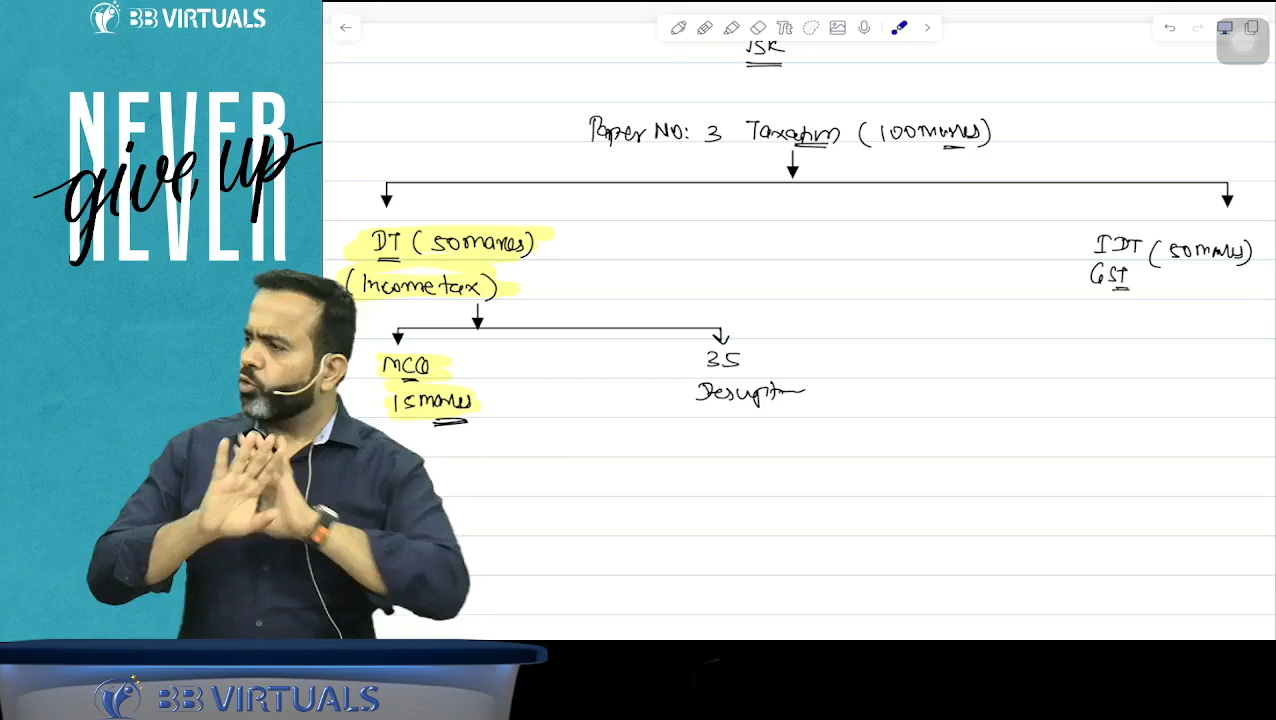 BB VIRTUALS
NEVER
give up
NEVER
Paper No: 3 Taxation (100 marks)
DT (50 marks)
(Income tax)
IDT (50 marks)
GST
MCQ
15 marks
35
Descriptive
BB VIRTUALS